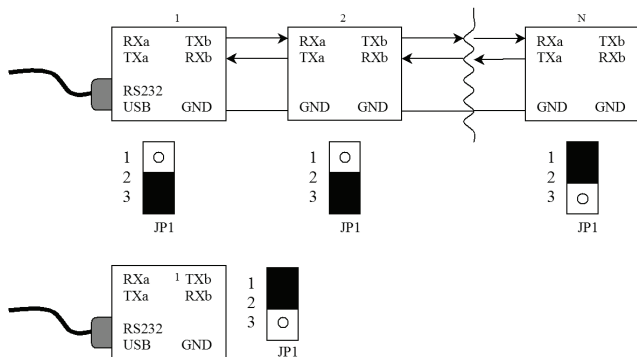 1 2 N
RXa TXb RXa TXb RXa TXb
TXa RXb TXa RXb TXa RXb
RS232
USB GND GND GND GND GND
1 1 1
2 2 2
3 3 3
JP1 JP1 JP1
RXa 1 TXb
TXa RXb
RS232
USB GND
1
2
3
JP1